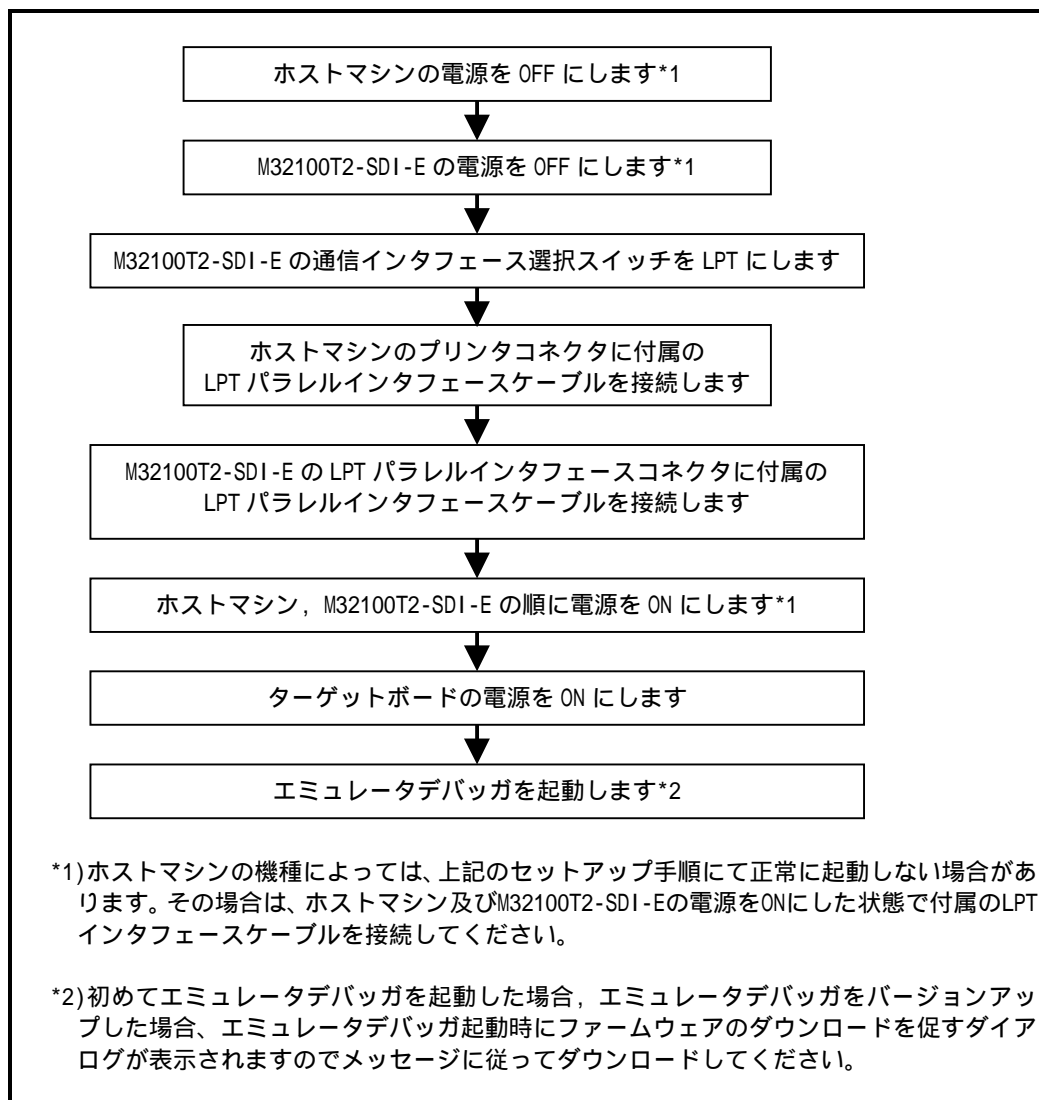 ホストマシンの電源を OFF にします*1
M32100T2-SDI-E の電源を OFF にします*1
M32100T2-SDI-E の通信インタフェース選択スイッチを LPT にします
ホストマシンのプリンタコネクタに付属の
LPT パラレルインタフェースケーブルを接続します
M32100T2-SDI-E の LPT パラレルインタフェースコネクタに付属の
LPT パラレルインタフェースケーブルを接続します
ホストマシン, M32100T2-SDI-E の順に電源を ON にします*1
ターゲットボードの電源を ON にします
エミュレータデバッガを起動します*2
*1)ホストマシンの機種によっては、上記のセットアップ手順にて正常に起動しない場合があ
ります。その場合は、ホストマシン及びM32100T2-SDI-Eの電源をONにした状態で付属のLPT
インタフェースケーブルを接続してください。
*2)初めてエミュレータデバッガを起動した場合, エミュレータデバッガをバージョンアッ
プした場合、エミュレータデバッガ起動時にファームウェアのダウンロードを促すダイア
ログが表示されますのでメッセージに従ってダウンロードしてください。